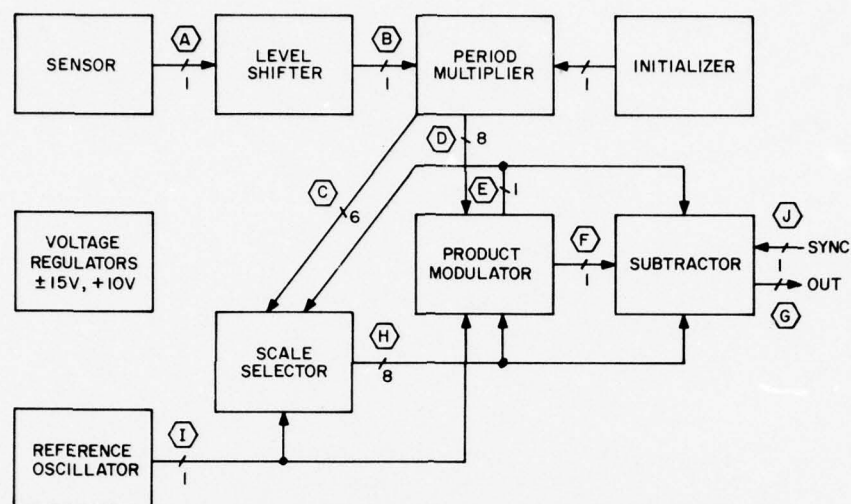 A
B
SENSOR
1
LEVEL
SHIFTER
1
PERIOD
MULTIPLIER
1
INITIALIZER
D
8
C
6
E
1
VOLTAGE
REGULATORS
±15V, +10V
PRODUCT
MODULATOR
F
1
SUBTRACTOR
J
SYNC
1
OUT
G
SCALE
SELECTOR
H
8
REFERENCE
OSCILLATOR
I
1